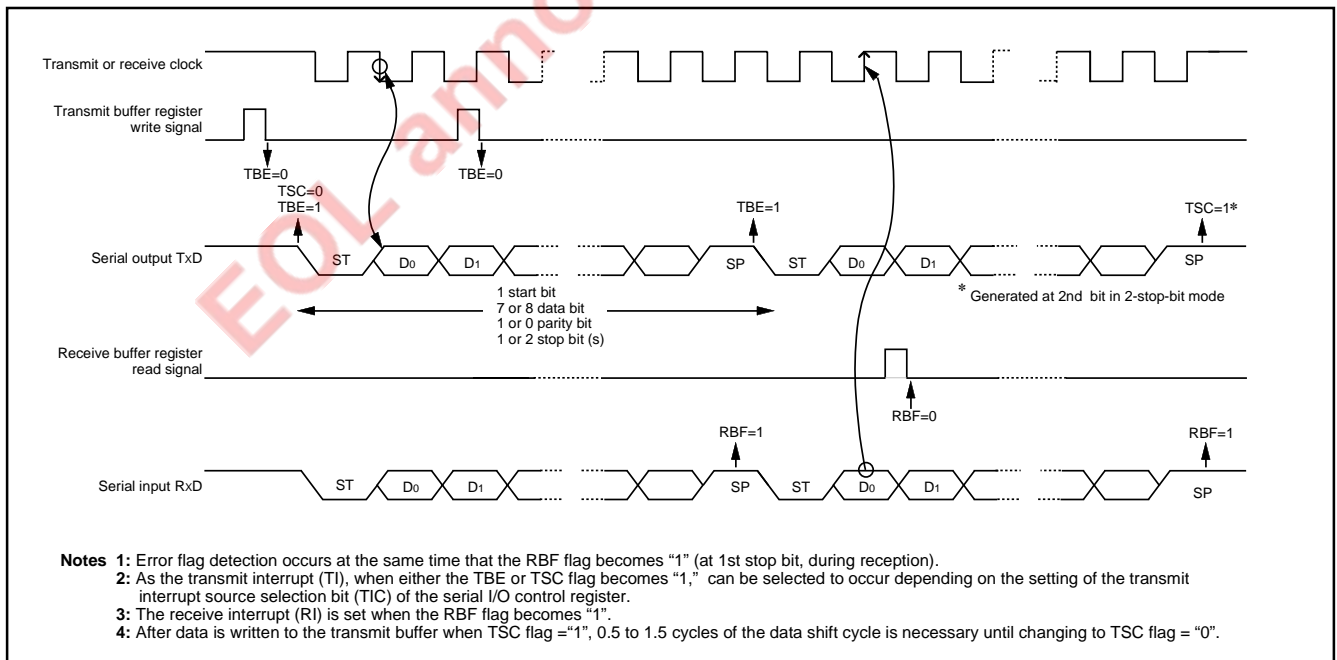 EOL anno
Transmit or receive clock
Transmit buffer register
write signal
TBE=0
TBE=0
TSC=0
TBE=1
TBE=1
TSC=1*
Serial output TxD
ST
D0
D1
SP
ST
D0
D1
SP
* Generated at 2nd bit in 2-stop-bit mode
1 start bit
7 or 8 data bit
1 or 0 parity bit
1 or 2 stop bit (s)
Receive buffer register
read signal
RBF=0
RBF=1
RBF=1
Serial input RxD
ST
D0
D1
SP
ST
D0
D1
SP
Notes 1: Error flag detection occurs at the same time that the RBF flag becomes “1” (at 1st stop bit, during reception).
2: As the transmit interrupt (TI), when either the TBE or TSC flag becomes “1,” can be selected to occur depending on the setting of the transmit
interrupt source selection bit (TIC) of the serial I/O control register.
3: The receive interrupt (RI) is set when the RBF flag becomes “1”.
4: After data is written to the transmit buffer when TSC flag =“1”, 0.5 to 1.5 cycles of the data shift cycle is necessary until changing to TSC flag = “0”.